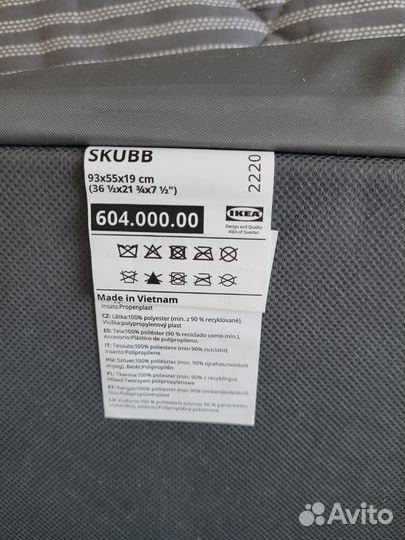 SKUBB
93x55x19 cm
(36 ½x21 ¾x7 ½")
2220
604.000.00
IKEA
Design and Quality
IKEA of Sweden
Made in Vietnam
Insats:Propenplast
CZ: Látka:100% polyester (min. z 90 % recyklované),
Vložka:polypropylenový plast
ES: Tela:100% poliéster (90 % reciclado como mín.),
Accesorio:Plástico de polipropileno.
IT: Tessuto:100% poliestere (min 90% riciclato),
Inserto:Polipropilene
HU: Szövet:100% poliészter (min. 90% újrahasznosított
anyag), Betét:Polipropilén
PL: Tkanina:100% poliester (min 90% z recyklingu),
Wkład:Tworzywo polipropylenowe
Avito